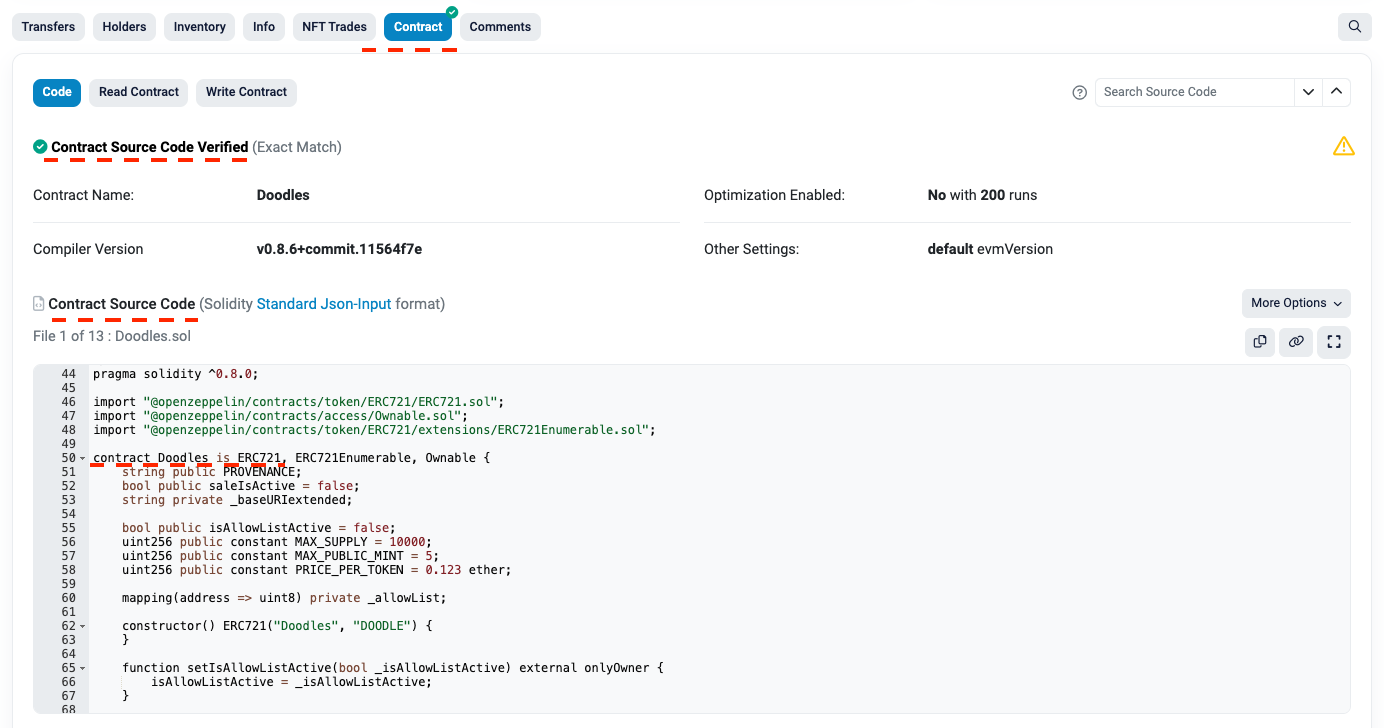 Transfers Holders Inventory Info NFT Trades Contract Comments
Code Read Contract Write Contract Search Source Code
Contract Source Code Verified (Exact Match)
Contract Name: Doodles Optimization Enabled: No with 200 runs
Compiler Version v0.8.6+commit.11564f7e Other Settings: default evmVersion
Contract Source Code (Solidity Standard Json-Input format) More Options
File 1 of 13 : Doodles.sol
44 pragma solidity ^0.8.0;
45
46 import "@openzeppelin/contracts/token/ERC721/ERC721.sol";
47 import "@openzeppelin/contracts/access/Ownable.sol";
48 import "@openzeppelin/contracts/token/ERC721/extensions/ERC721Enumerable.sol";
49
50 contract Doodles is ERC721, ERC721Enumerable, Ownable {
51     string public PROVENANCE;
52     bool public saleIsActive = false;
53     string private _baseURIextended;
54
55     bool public isAllowListActive = false;
56     uint256 public constant MAX_SUPPLY = 10000;
57     uint256 public constant MAX_PUBLIC_MINT = 5;
58     uint256 public constant PRICE_PER_TOKEN = 0.123 ether;
59
60     mapping(address => uint8) private _allowList;
61
62     constructor() ERC721("Doodles", "DOODLE") {
63     }
64
65     function setIsAllowListActive(bool _isAllowListActive) external onlyOwner {
66         isAllowListActive = _isAllowListActive;
67     }
68